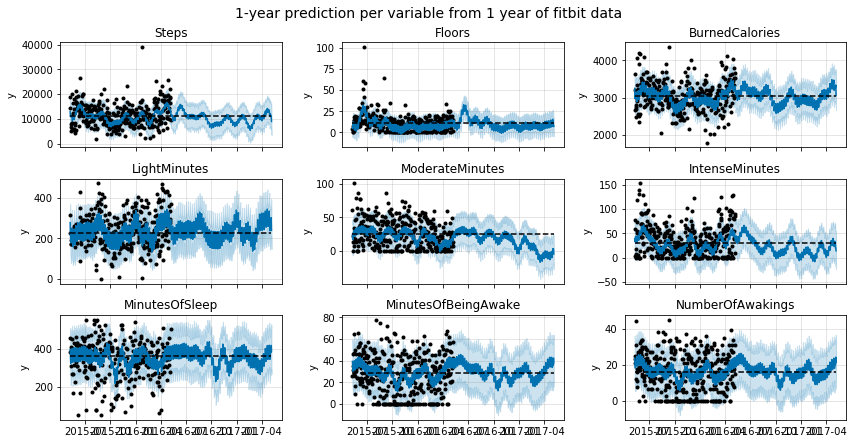 1-year prediction per variable from 1 year of fitbit data
Steps
40000
30000
20000
10000
0
y
Floors
100
75
50
25
0
y
BurnedCalories
4000
3000
2000
y
LightMinutes
400
200
0
y
ModerateMinutes
100
50
0
y
IntenseMinutes
150
100
50
0
−50
y
MinutesOfSleep
400
200
y
2017-04
MinutesOfBeingAwake
80
60
40
20
0
y
2017-04
NumberOfAwakings
40
20
0
y
2017-04